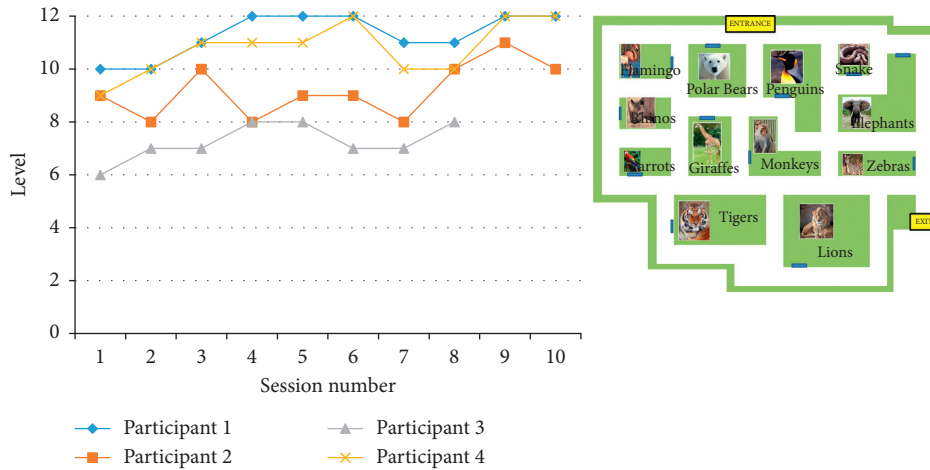 Level
12
10
8
6
4
2
0
1 2 3 4 5 6 7 8 9 10
Session number
Participant 1
Participant 2
Participant 3
Participant 4
ENTRANCE
Flamingo
Polar Bears
Penguins
Snake
Rhinos
Elephants
Parrots
Giraffes
Monkeys
Zebras
Tigers
Lions
EXIT